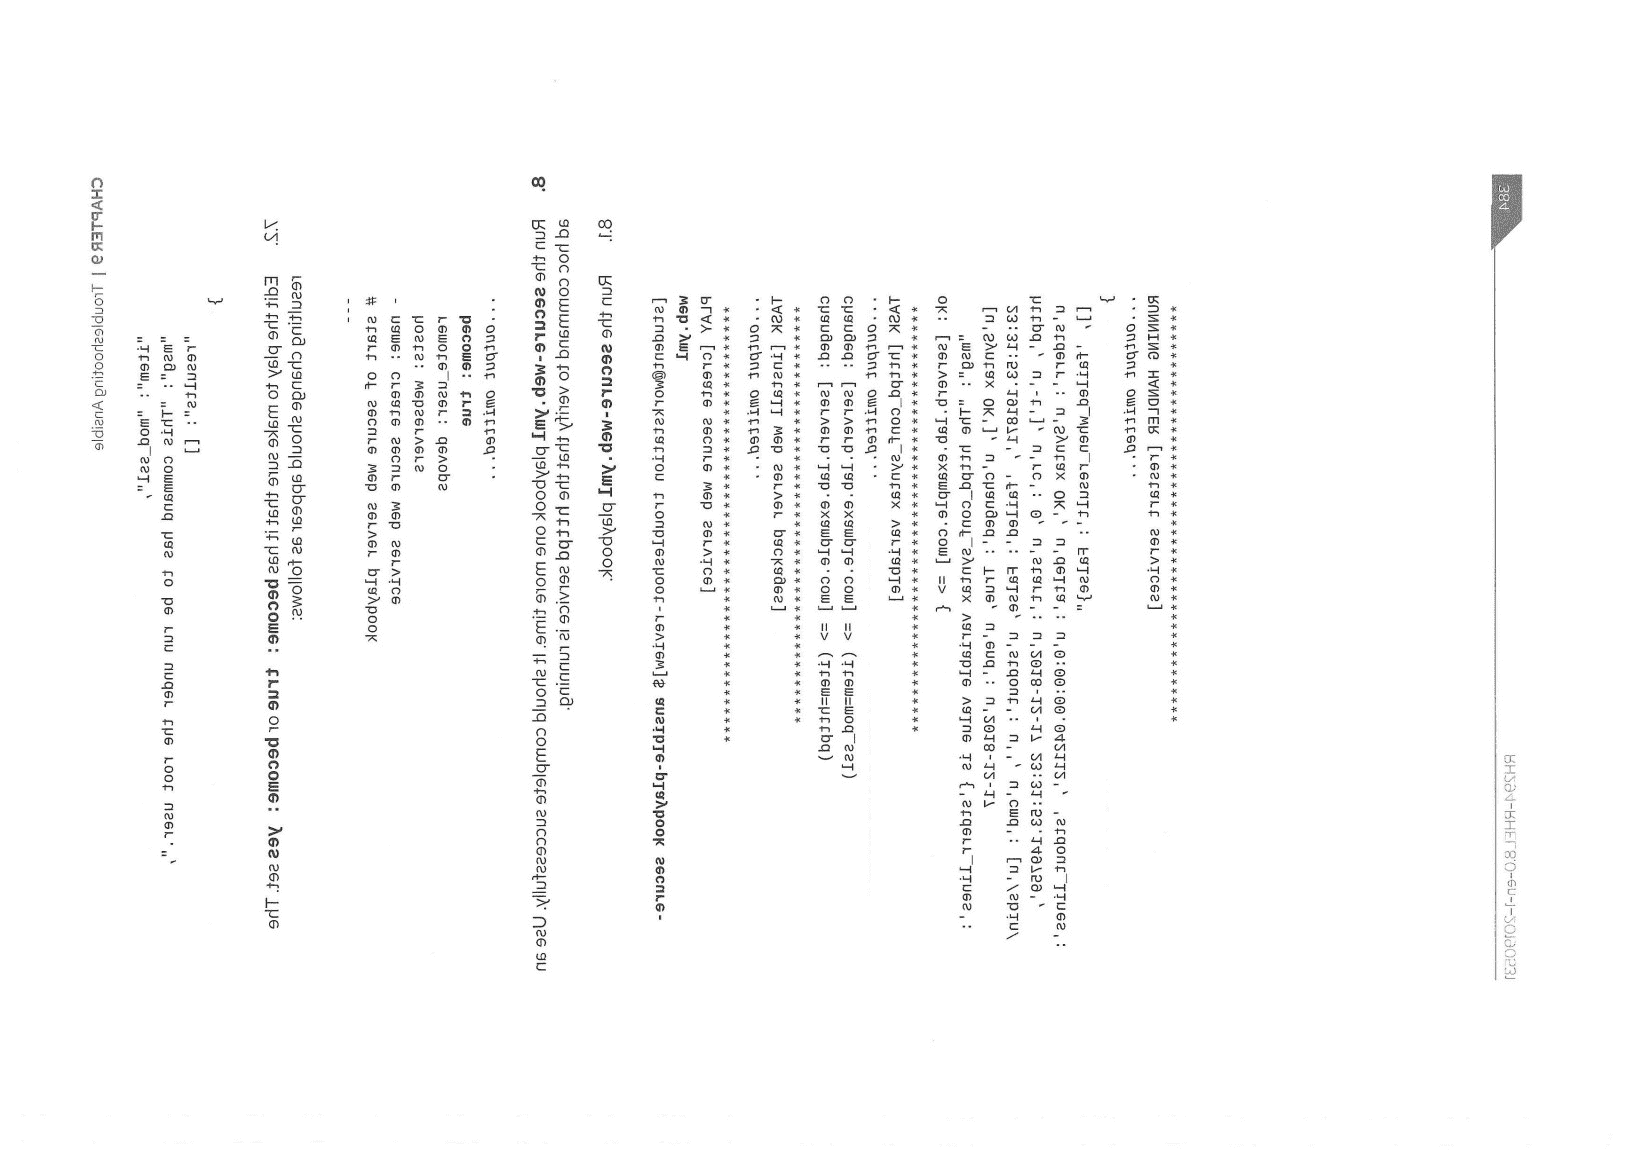 CHAPTER 9 | Troubleshooting Ansible
"item": "mod_ssl",
"msg": "This command has to be run under the root user.",
"results": []
}
7.2. Edit the play to make sure that it has become: true or become: yes set. The
resulting change should appear as follows:
---
# start of secure web server playbook
- name: create secure web service
hosts: webservers
remote_user: devops
become: true
...output omitted...
8. Run the secure-web.yml playbook one more time. It should complete successfully. Use an
ad hoc command to verify that the httpd service is running.
8.1. Run the secure-web.yml playbook.
[student@workstation troubleshoot-review]$ ansible-playbook secure-
web.yml
PLAY [create secure web service]
***********************************************
TASK [install web server packages]
*********************************************
...output omitted...
changed: [serverb.lab.example.com] => (item=httpd)
changed: [serverb.lab.example.com] => (item=mod_ssl)
...output omitted...
TASK [httpd_conf_syntax variable]
**********************************************
ok: [serverb.lab.example.com] => {
"msg": "The httpd_conf_syntax variable value is {'stderr_lines':
[u'Syntax OK'], u'changed': True, u'end': u'2018-12-17
23:31:53.191871', 'failed': False, u'stdout': u'', u'cmd': [u'/sbin/
httpd', u'-t'], u'rc': 0, u'start': u'2018-12-17 23:31:53.149759',
u'stderr': u'Syntax OK', u'delta': u'0:00:00.042112', 'stdout_lines':
[], 'failed_when_result': False}"
}
...output omitted...
RUNNING HANDLER [restart services]
*********************************************
384
RH294-RHEL8.0-en-1-20190531